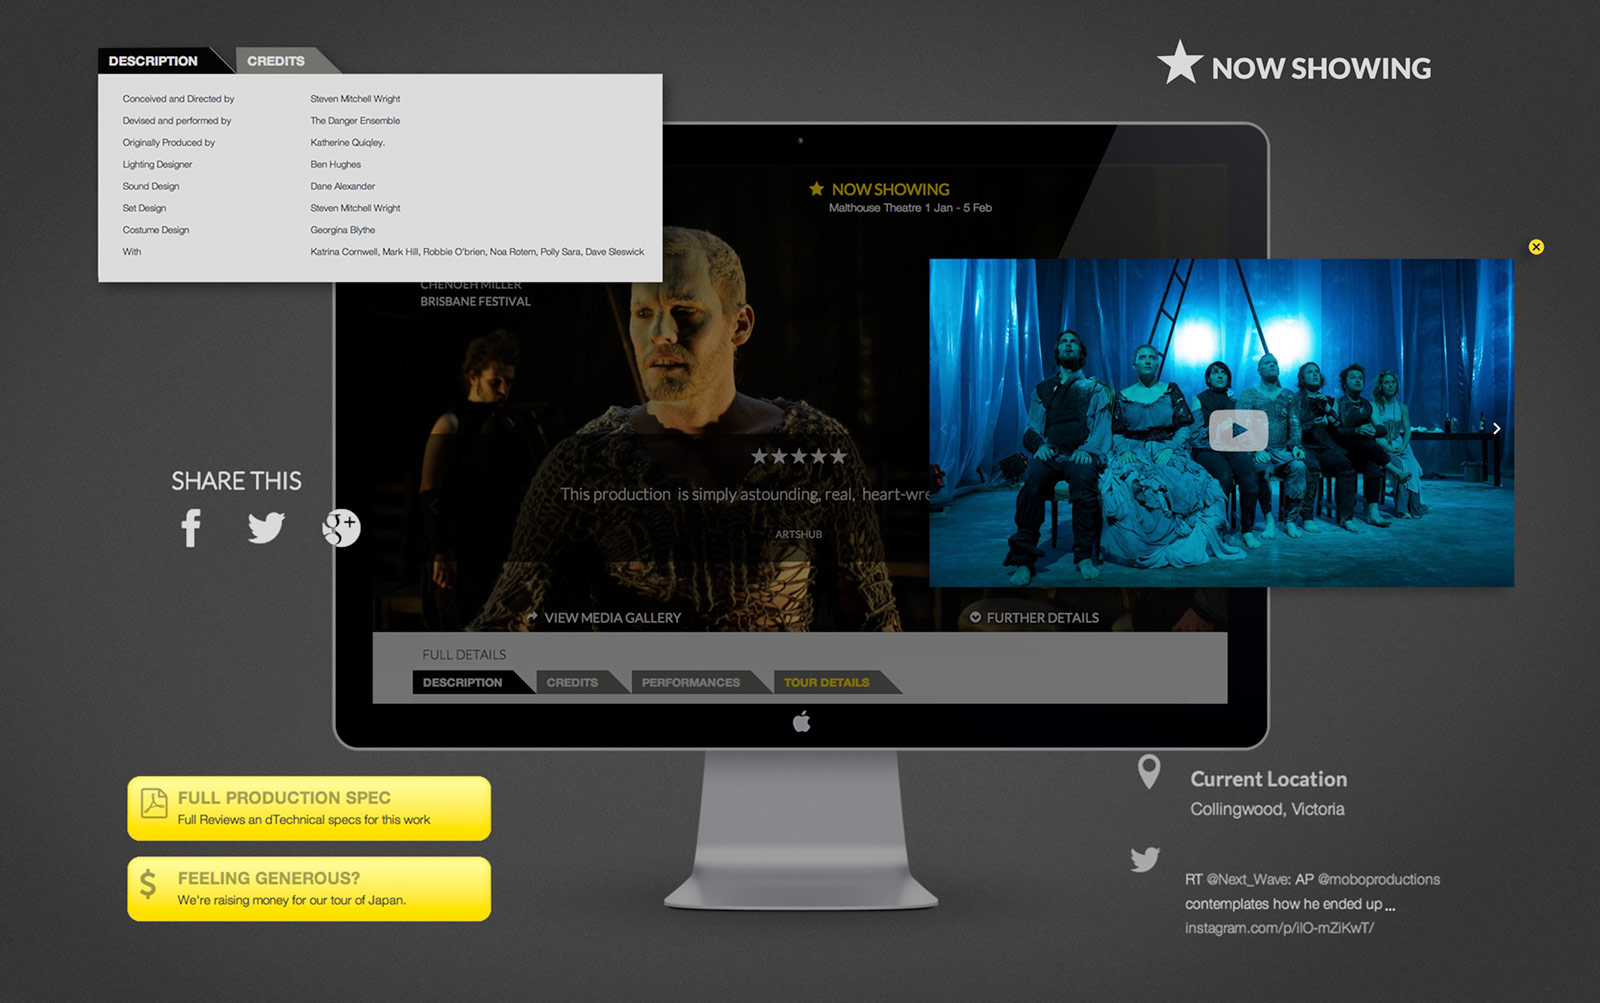 DESCRIPTION CREDITS
Conceived and Directed by Steven Mitchell Wright
Devised and performed by The Danger Ensemble
Originally Produced by Katherine Quiqley.
Lighting Designer Ben Hughes
Sound Design Dane Alexander
Set Design Steven Mitchell Wright
Costume Design Georgina Blythe
With Katrina Cornwell, Mark Hill, Robbie O'brien, Noa Rotem, Polly Sara, Dave Sleswick
NOW SHOWING
NOW SHOWING
Malthouse Theatre 1 Jan - 5 Feb
CHENOEH MILLER
BRISBANE FESTIVAL
This production is simply astounding, real,
ARTSHUB
VIEW MEDIA GALLERY
FURTHER DETAILS
FULL DETAILS
DESCRIPTION CREDITS PERFORMANCES TOUR DETAILS
SHARE THIS
f g+
FULL PRODUCTION SPEC
Full Reviews an dTechnical specs for this work
$ FEELING GENEROUS?
We're raising money for our tour of Japan.
Current Location
Collingwood, Victoria
RT @Next_Wave: AP @moboproductions
contemplates how he ended up ...
instagram.com/p/ilO-mZiKwT/